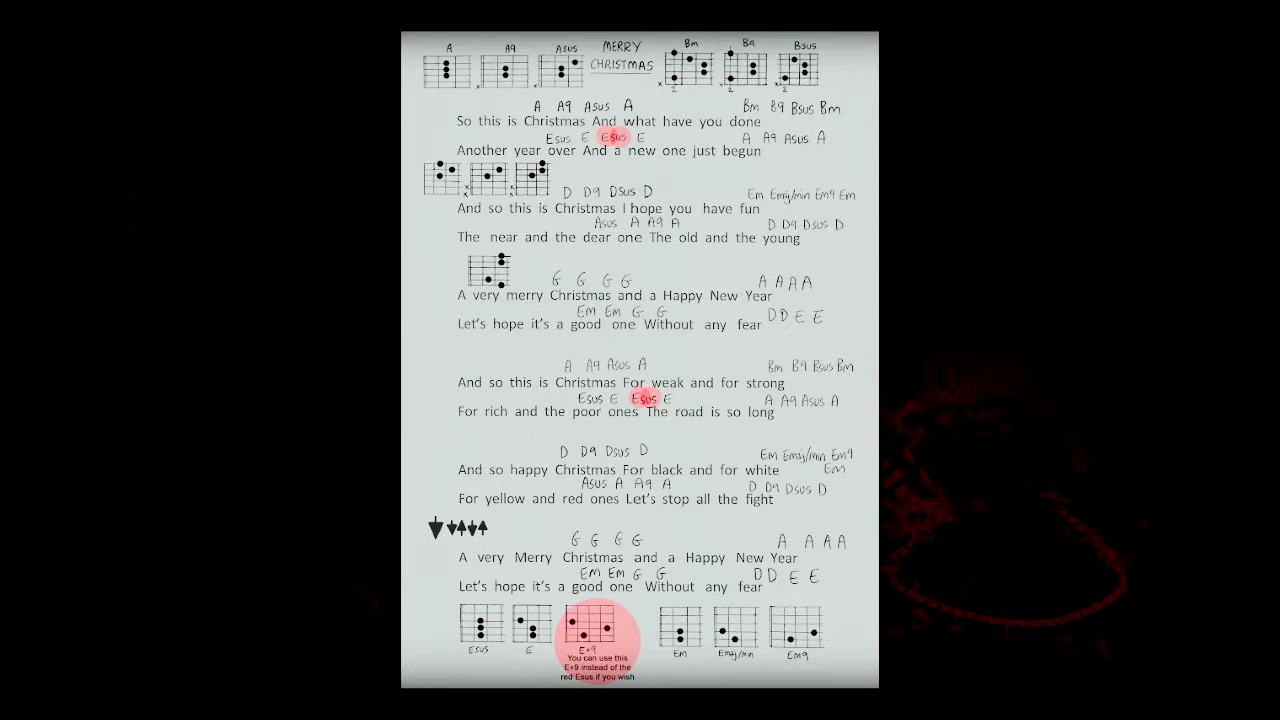 A A9 Asus MERRY Bm B9 Bsus
CHRISTMAS
x x x x 2 x 2 x 2
A A9 Asus A Bm B9 Bsus Bm
So this is Christmas And what have you done
Esus E Esus E A A9 Asus A
Another year over And a new one just begun
x x x x
D D9 Dsus D Em Emaj/min Em9 Em
And so this is Christmas I hope you have fun
Asus A A9 A D D9 Dsus D
The near and the dear one The old and the young
G G G G A A A A
A very merry Christmas and a Happy New Year
Em Em G G D D E E
Let's hope it's a good one Without any fear
A A9 Asus A Bm B9 Bsus Bm
And so this is Christmas For weak and for strong
Esus E Esus E A A9 Asus A
For rich and the poor ones The road is so long
D D9 Dsus D Em Emaj/min Em9
And so happy Christmas For black and for white Em
Asus A A9 A D D9 Dsus D
For yellow and red ones Let's stop all the fight
G G G G A A A A
A very Merry Christmas and a Happy New Year
Em Em G G D D E E
Let's hope it's a good one Without any fear
Esus E E+9 Em Emaj/min Em9
You can use this
E+9 instead of the
red Esus if you wish